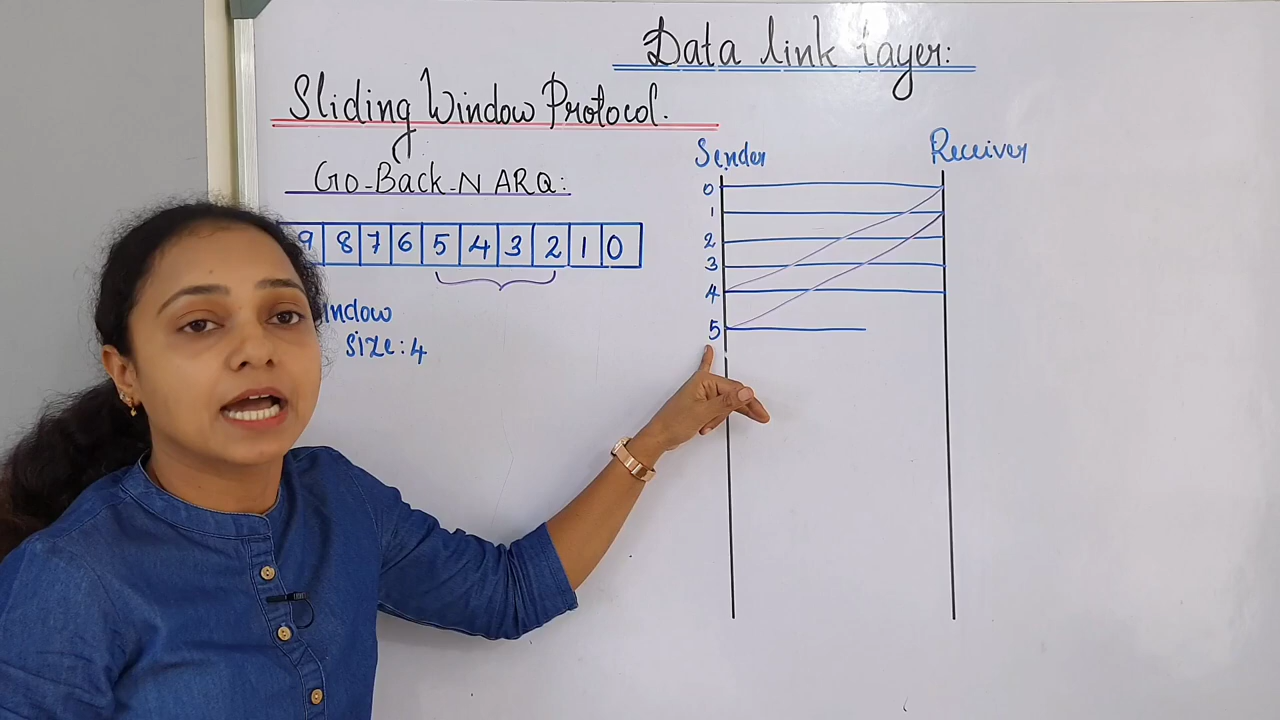 Data link layer:
Sliding Window Protocol.
Go-Back-N ARQ:
9 8 7 6 5 4 3 2 1 0
size: 4
Sender Receiver
0
1
2
3
4
5